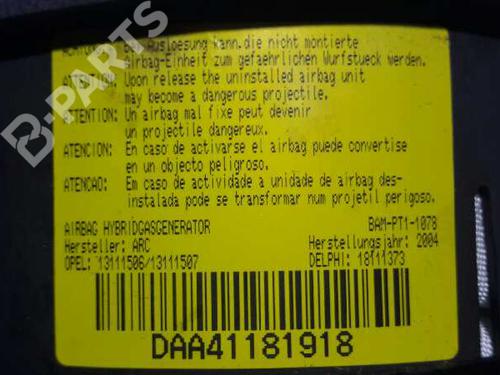 ACHTUNG: Bei Ausloesung kann die nicht montierte
Airbag-Einheit zum gefaehrlichen Wurfstueck werden.
ATTENTION: Upon release the uninstalled airbag unit
may become a dangerous projectile.
ATTENTION: Un airbag mal fixe peut devenir
un projectile dangereux.
ATENCION: En caso de activarse el airbag puede convertise
en un objecto peligroso.
ATENCAO: Em caso de actividade a unidade de airbag des-
instalada pode se transformar num projetil perigoso.
AIRBAG HYBRIDGASGENERATOR BAM-PT1-1078
Hersteller: ARC Herstellungsjahr: 2004
OPEL: 13111506/13111507 DELPHI: 18111373
DAA41181918
B-PARTS